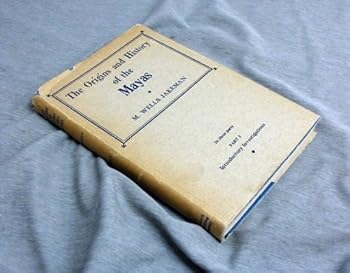 The Origins and History
of the
Mayas
M. WELLS JAKEMAN
In three parts
PART I
Introductory Investigations